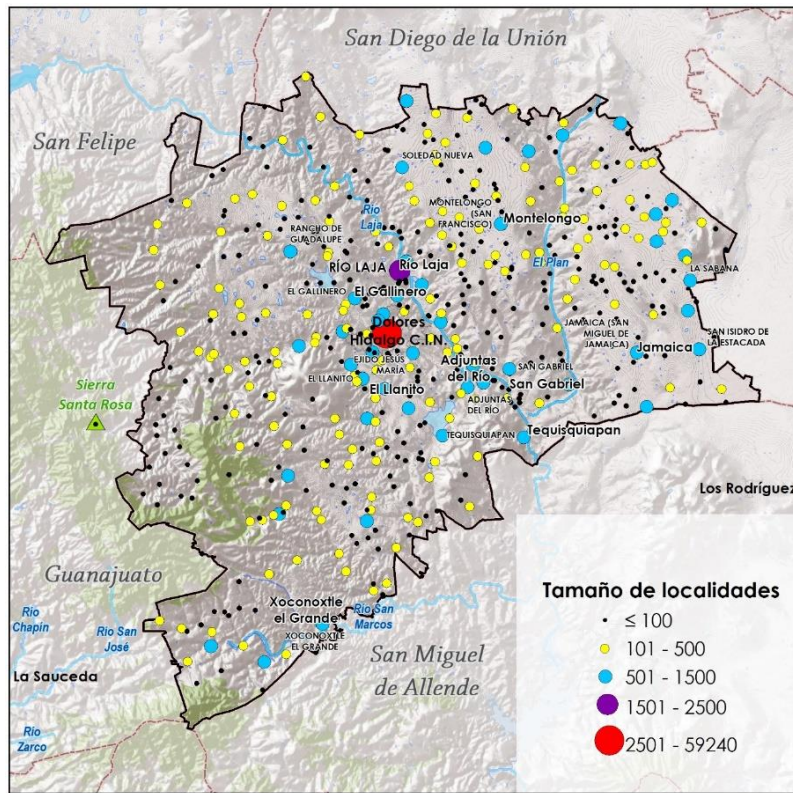 San Diego de la Unión
San Felipe
SOLEDAD NUEVA
MONTELONGO
(SAN
FRANCISCO)
Montelongo
Río
Laja
RANCHO DE
GUADALUPE
El Plan
RÍO LAJA
Río Laja
LA SABANA
EL GALLINERO
El Gallinero
JAMAICA (SAN
MIGUEL DE
JAMAICA)
SAN ISIDRO DE
LA ESTACADA
Dolores
Hidalgo C.I.N.
Jamaica
EJIDO JESÚS
MARÍA
Adjuntas
del Río
SAN GABRIEL
EL LLANITO
El Llanito
San Gabriel
Sierra
Santa Rosa
ADJUNTAS
DEL RÍO
TEQUISQUIAPAN
Tequisquiapan
Los Rodríguez
Guanajuato
Xoconoxtle
el Grande
Río San
Marcos
XOCONOXTLE
EL GRANDE
Río
Chapín
Río San
José
San Miguel
de Allende
La Sauceda
Río
Zarco
Tamaño de localidades
≤ 100
101 - 500
501 - 1500
1501 - 2500
2501 - 59240